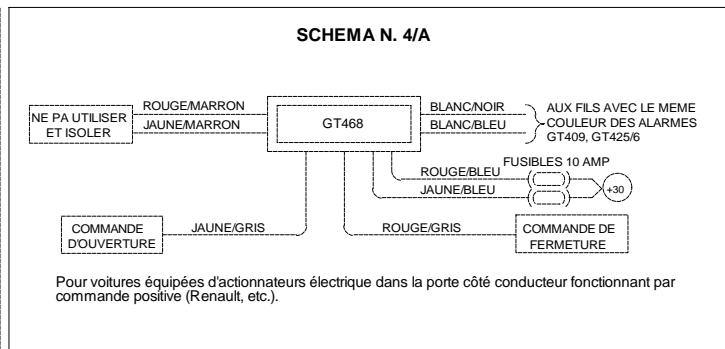 SCHEMA N. 4/A
NE PA UTILISER
ET ISOLER
ROUGE/MARRON
JAUNE/MARRON
GT468
BLANC/NOIR
BLANC/BLEU
AUX FILS AVEC LE MEME
COULEUR DES ALARMES
GT409, GT425/6
FUSIBLES 10 AMP
ROUGE/BLEU
JAUNE/BLEU
+30
COMMANDE
D'OUVERTURE
JAUNE/GRIS
ROUGE/GRIS
COMMANDE DE
FERMETURE
Pour voitures équipées d'actionnateurs électrique dans la porte côté conducteur fonctionnant par
commande positive (Renault, etc.).